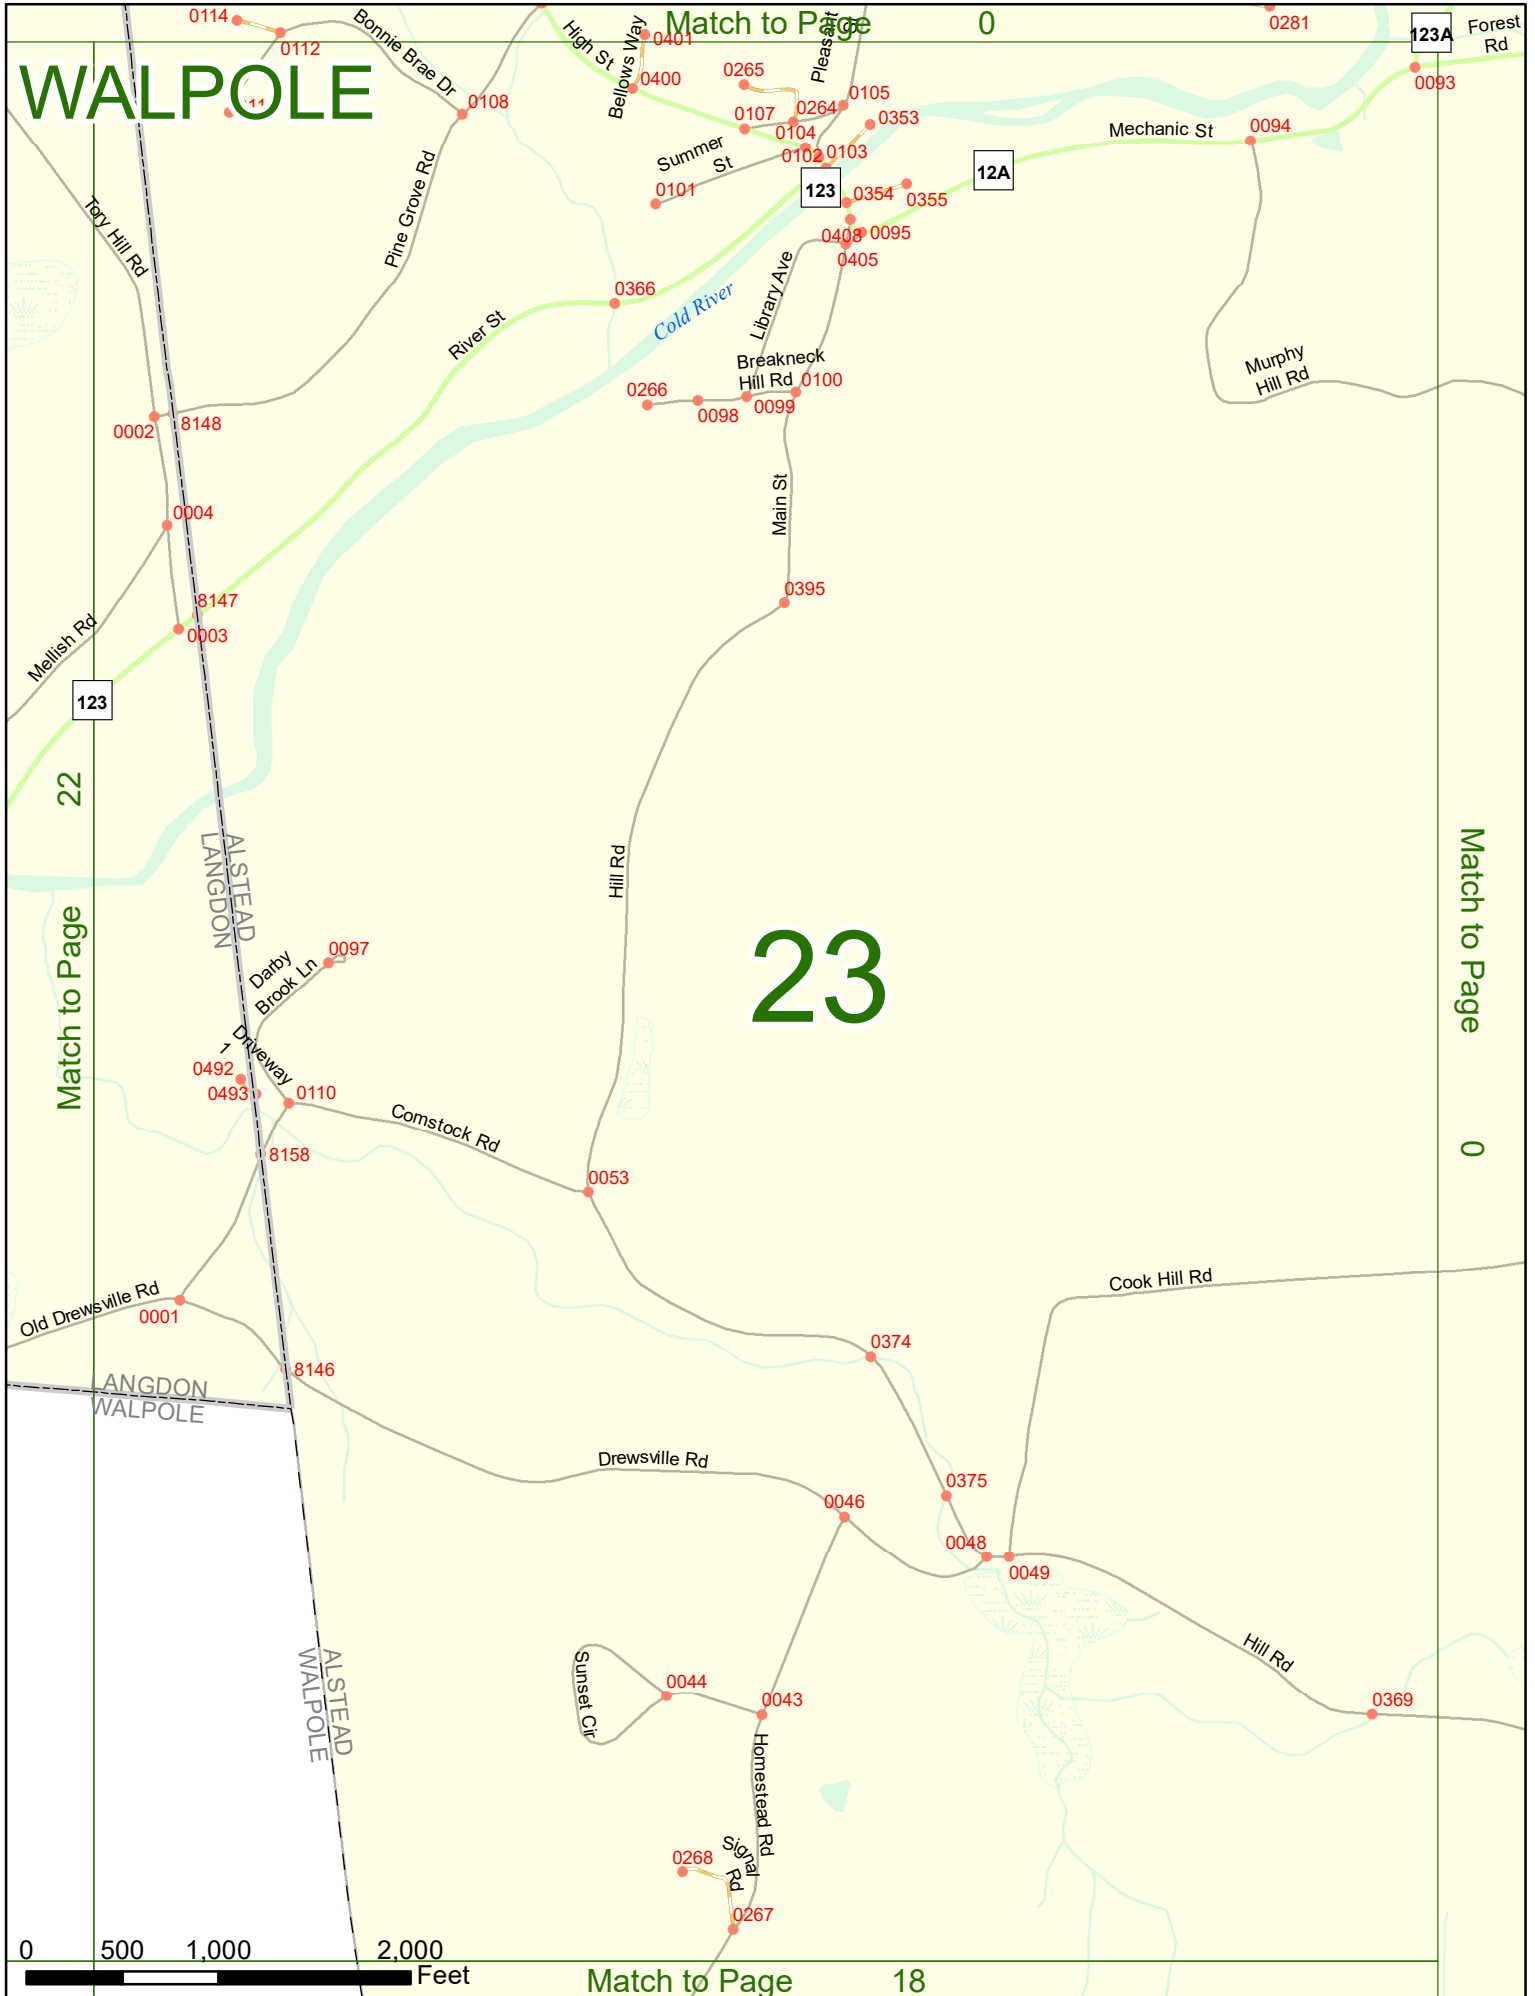 Match to Page 0
WALPOLE
0114
0112
Bonnie Brae Dr
0108
High St
Bellows Way
0401
0400
0265
0107
0264
Pleasant
St
0105
0353
0104
0102
0103
Summer
St
0101
123
0354
0355
12A
Mechanic St
0094
0281
123A
Forest
Rd
0093
0408
0095
0405
Tory Hill Rd
Pine Grove Rd
0366
River St
Cold River
Library Ave
Breakneck
Hill Rd
0100
0266
0098
0099
Murphy
Hill Rd
0002
8148
0004
Main St
0395
8147
0003
Mellish Rd
123
Match to Page 22
ALSTEAD
LANGDON
Hill Rd
23
Match to Page 0
Darby
Brook Ln
0097
Driveway
1
0492
0493
0110
Comstock Rd
8158
0053
Old Drewsville Rd
0001
8146
LANGDON
WALPOLE
Cook Hill Rd
0374
Drewsville Rd
0375
0046
0048
0049
Hill Rd
0369
Sunset Cir
0044
0043
Homestead Rd
ALSTEAD
WALPOLE
Signal
Rd
0268
0267
0 500 1,000 2,000
Feet
Match to Page 18